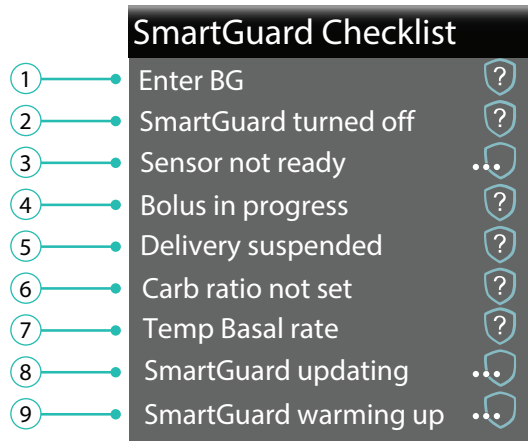 SmartGuard Checklist
1 Enter BG ?
2 SmartGuard turned off ?
3 Sensor not ready ...
4 Bolus in progress ?
5 Delivery suspended ?
6 Carb ratio not set ?
7 Temp Basal rate ?
8 SmartGuard updating ...
9 SmartGuard warming up ...